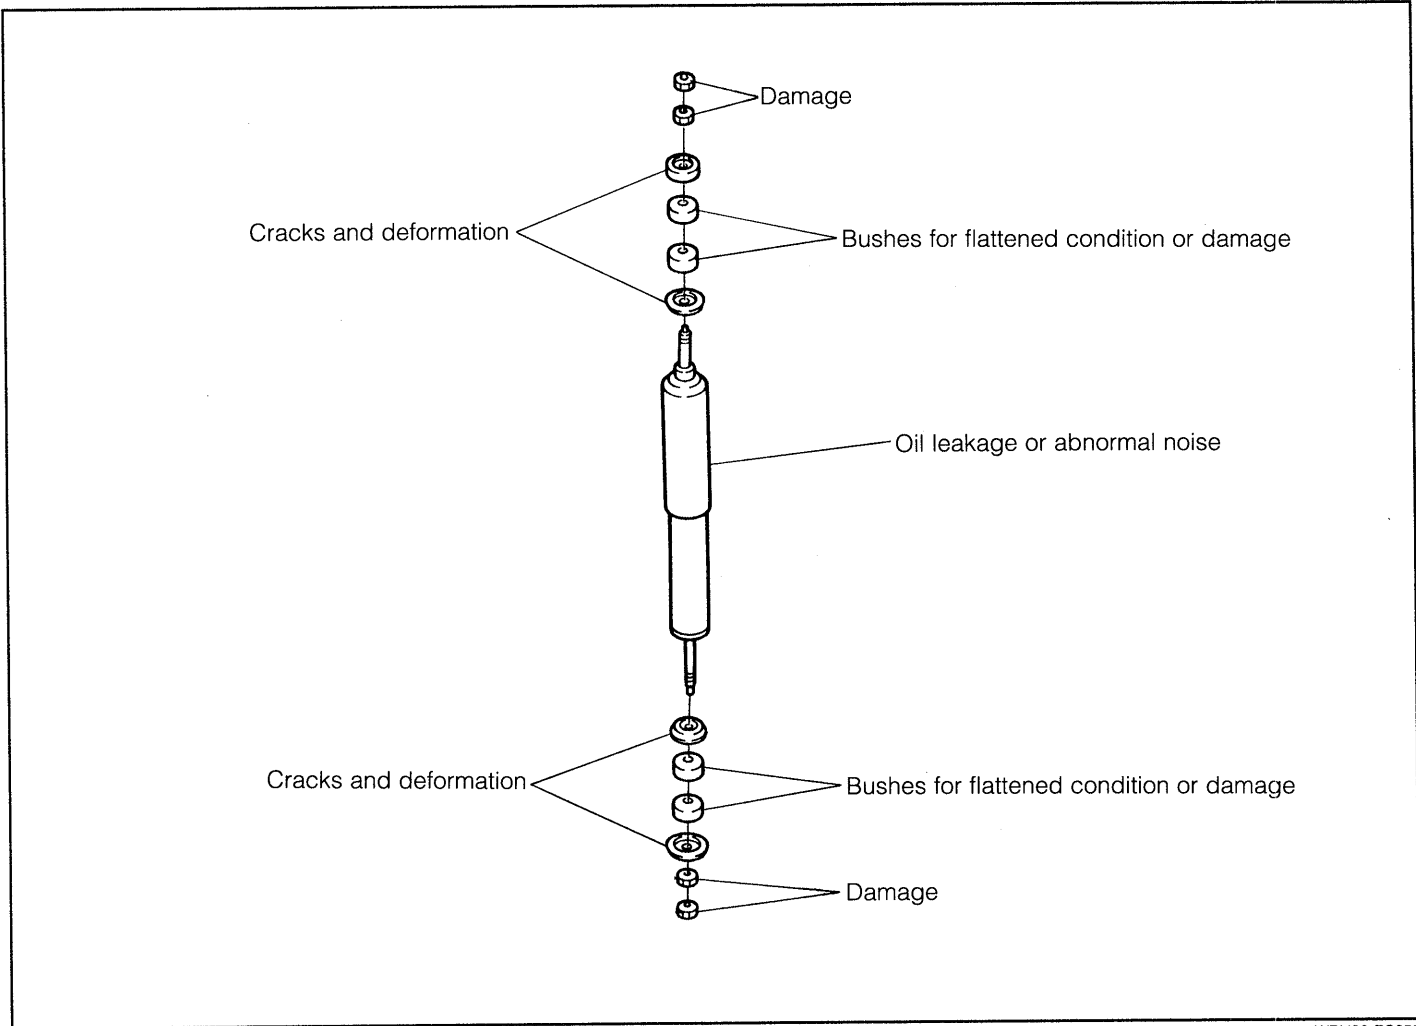 Damage
Cracks and deformation
Bushes for flattened condition or damage
Oil leakage or abnormal noise
Cracks and deformation
Bushes for flattened condition or damage
Damage